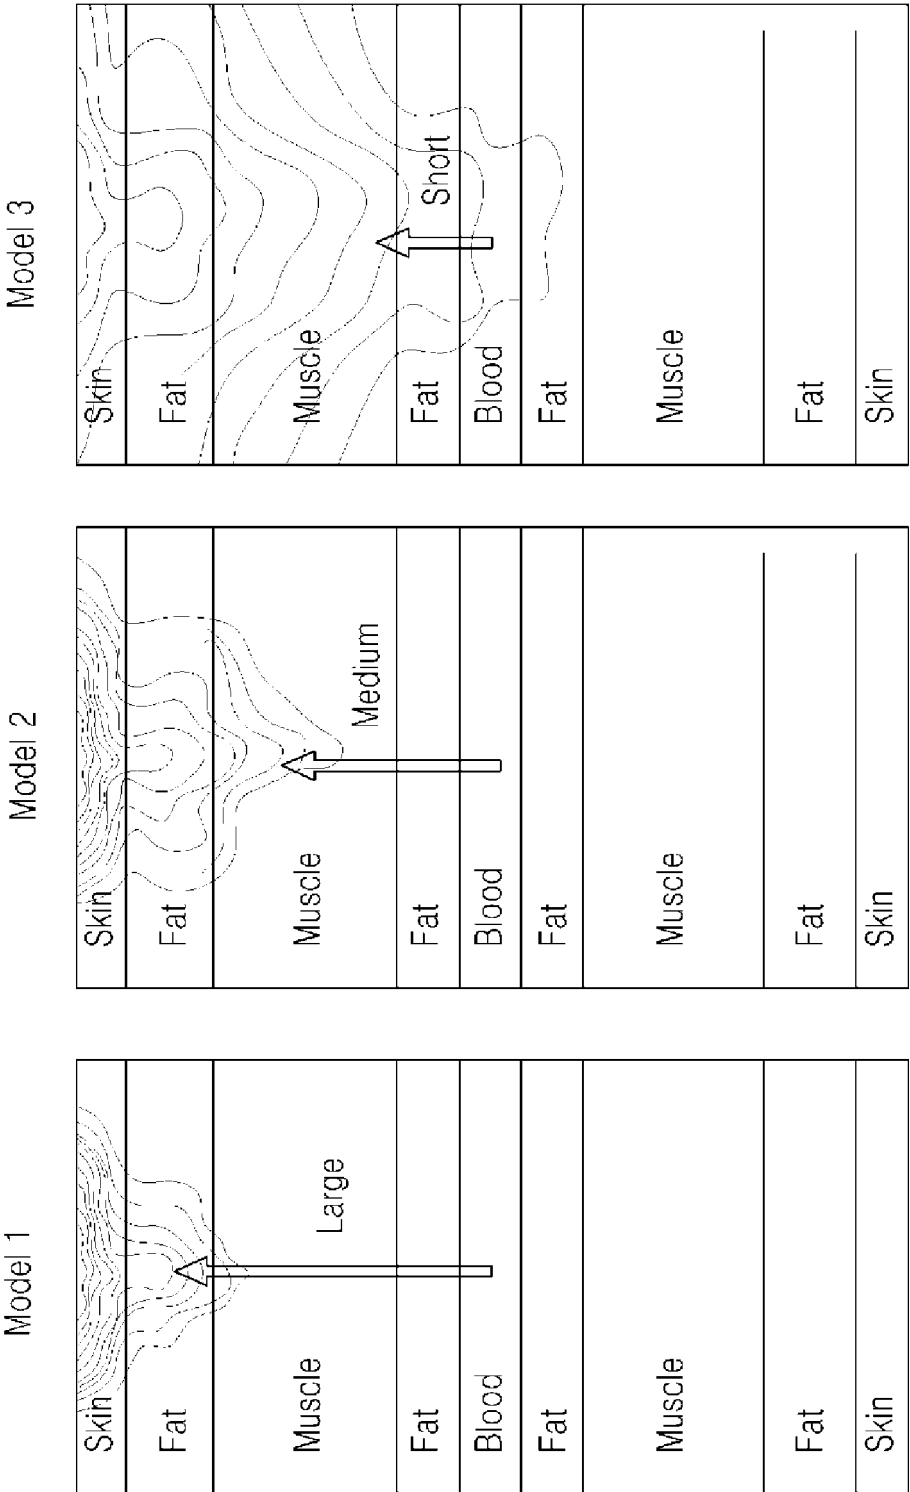 Model 1
Skin
Fat
Muscle
Large
Fat
Blood
Fat
Muscle
Fat
Skin
Model 2
Skin
Fat
Muscle
Medium
Fat
Blood
Fat
Muscle
Fat
Skin
Model 3
Skin
Fat
Muscle
Fat
Short
Blood
Fat
Muscle
Fat
Skin